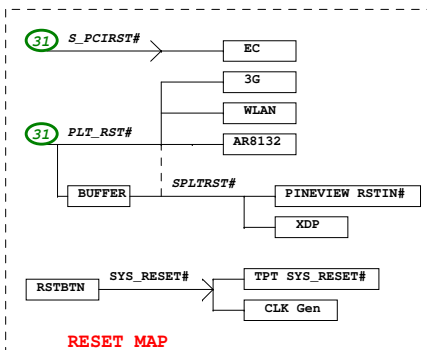 31 S_PCIRST#
EC
3G
WLAN
31 PLT_RST#
AR8132
BUFFER SPLTRST# PINEVIEW RSTIN#
XDP
SYS_RESET# TPT SYS_RESET#
RSTBTN
CLK Gen
RESET MAP